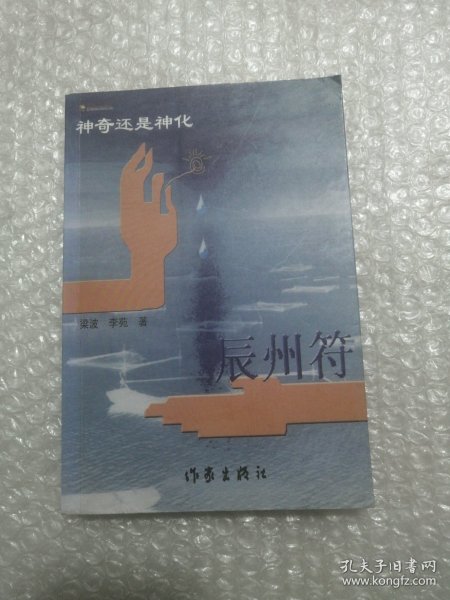 神奇还是神化
梁波 李苑 著
辰州符
作家出版社
孔夫子旧书网
www.kongfz.com